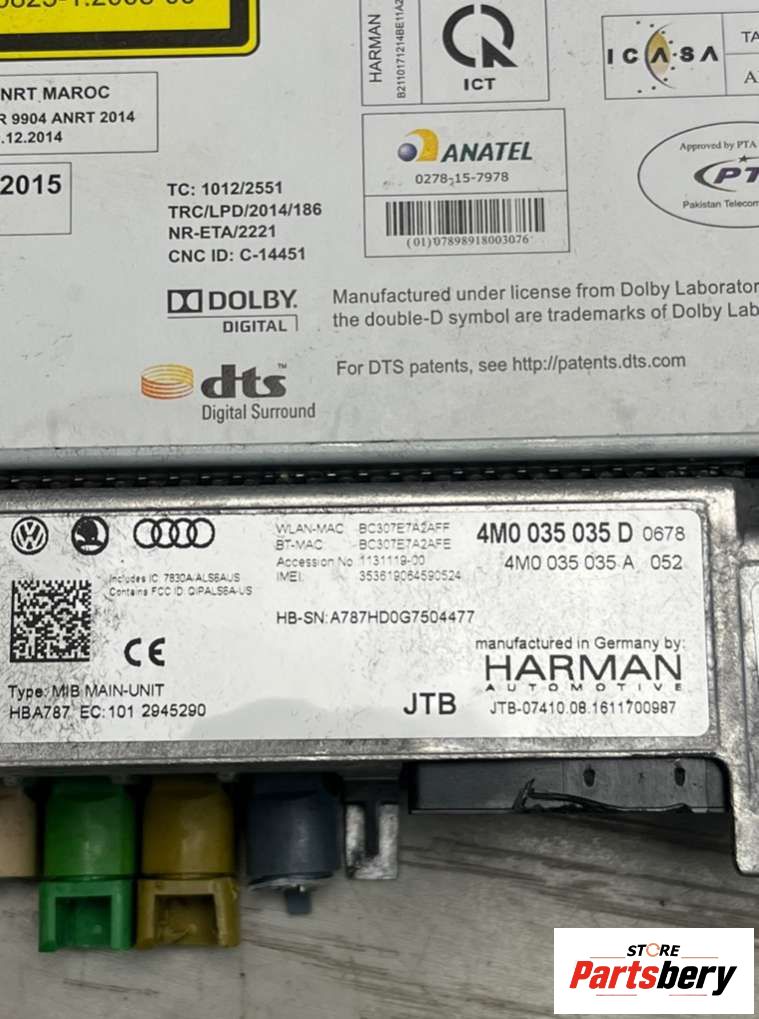 HARMAN
B2110171214BE11A2
ICT
ICASA
TA
A
NRT MAROC
R 9904 ANRT 2014
.12.2014
2015
TC: 1012/2551
TRC/LPD/2014/186
NR-ETA/2221
CNC ID: C-14451
ANATEL
0278-15-7978
(01)07898918003076
Approved by PTA
PT
Pakistan Telecom
DOLBY
DIGITAL
Manufactured under license from Dolby Laborator
the double-D symbol are trademarks of Dolby Lab
dts™
Digital Surround
For DTS patents, see http://patents.dts.com
WLAN-MAC BC307E7A2AFF
BT-MAC BC307E7A2AFE
Accession No 1131119-00
IMEI 353619064590524
4M0 035 035 D 0678
4M0 035 035 A 052
Includes IC: 7830A-ALS6AUS
Contains FCC ID: QIPALS6A-US
HB-SN: A787HD0G7504477
CE
manufactured in Germany by:
HARMAN
AUTOMOTIVE
Type: MIB MAIN-UNIT
HBA787 EC: 101 2945290
JTB
JTB-07410.08.1611700987
STORE
Partsbery